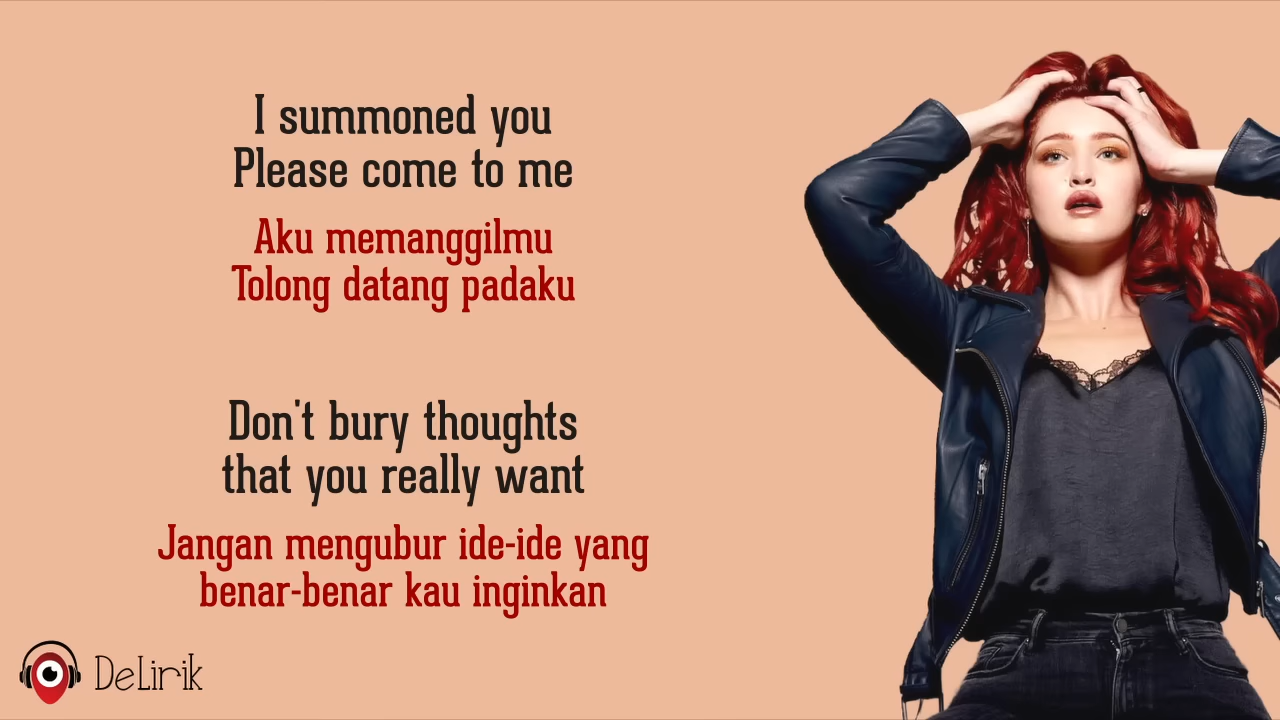 I summoned you
Please come to me
Aku memanggilmu
Tolong datang padaku
Don't bury thoughts
that you really want
Jangan mengubur ide-ide yang
benar-benar kau inginkan
DeLirik